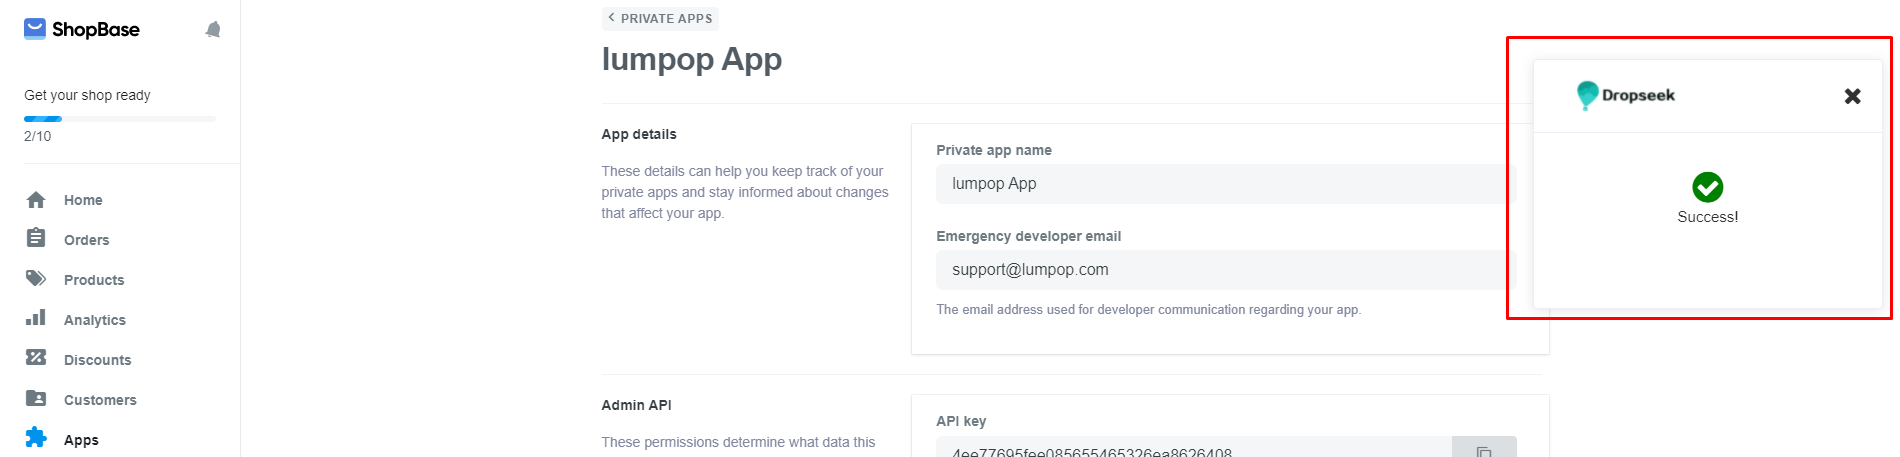 ShopBase
Get your shop ready
2/10
Home
Orders
Products
Analytics
Discounts
Customers
Apps
PRIVATE APPS
lumpop App
App details
These details can help you keep track of your
private apps and stay informed about changes
that affect your app.
Private app name
lumpop App
Emergency developer email
support@lumpop.com
The email address used for developer communication regarding your app.
Admin API
These permissions determine what data this
API key
4ee77695fee085655465326ea8626408
Dropseek
Success!